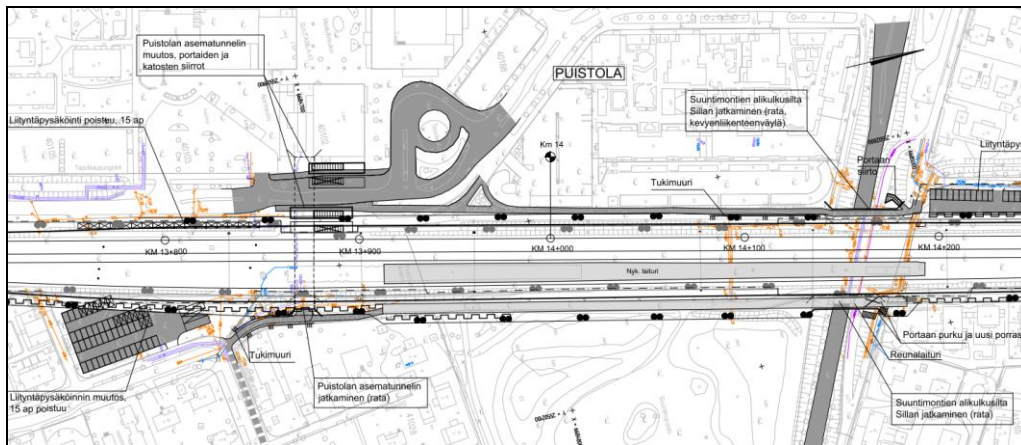 Puistolan asematunnelin
muutos, portaiden ja
katosten siirrot
PUISTOLA
Suuntimontien alikulkusilta
Sillan jatkaminen (rata,
kevyenliikenteenväylä)
Liityntäpysäköinti poistuu, 15 ap
Km 14
Portaan
siirto
Liityntäpys
Tukimuuri
KM 13+800
KM 13+900
KM 14+000
KM 14+100
KM 14+200
Nyk. laituri
Tukimuuri
Portaan purku ja uusi porras
Reunalaituri
Liityntäpysäköinnin muutos,
15 ap poistuu
Puistolan asematunnelin
jatkaminen (rata)
Suuntimontien alikulkusilta
Sillan jatkaminen (rata)